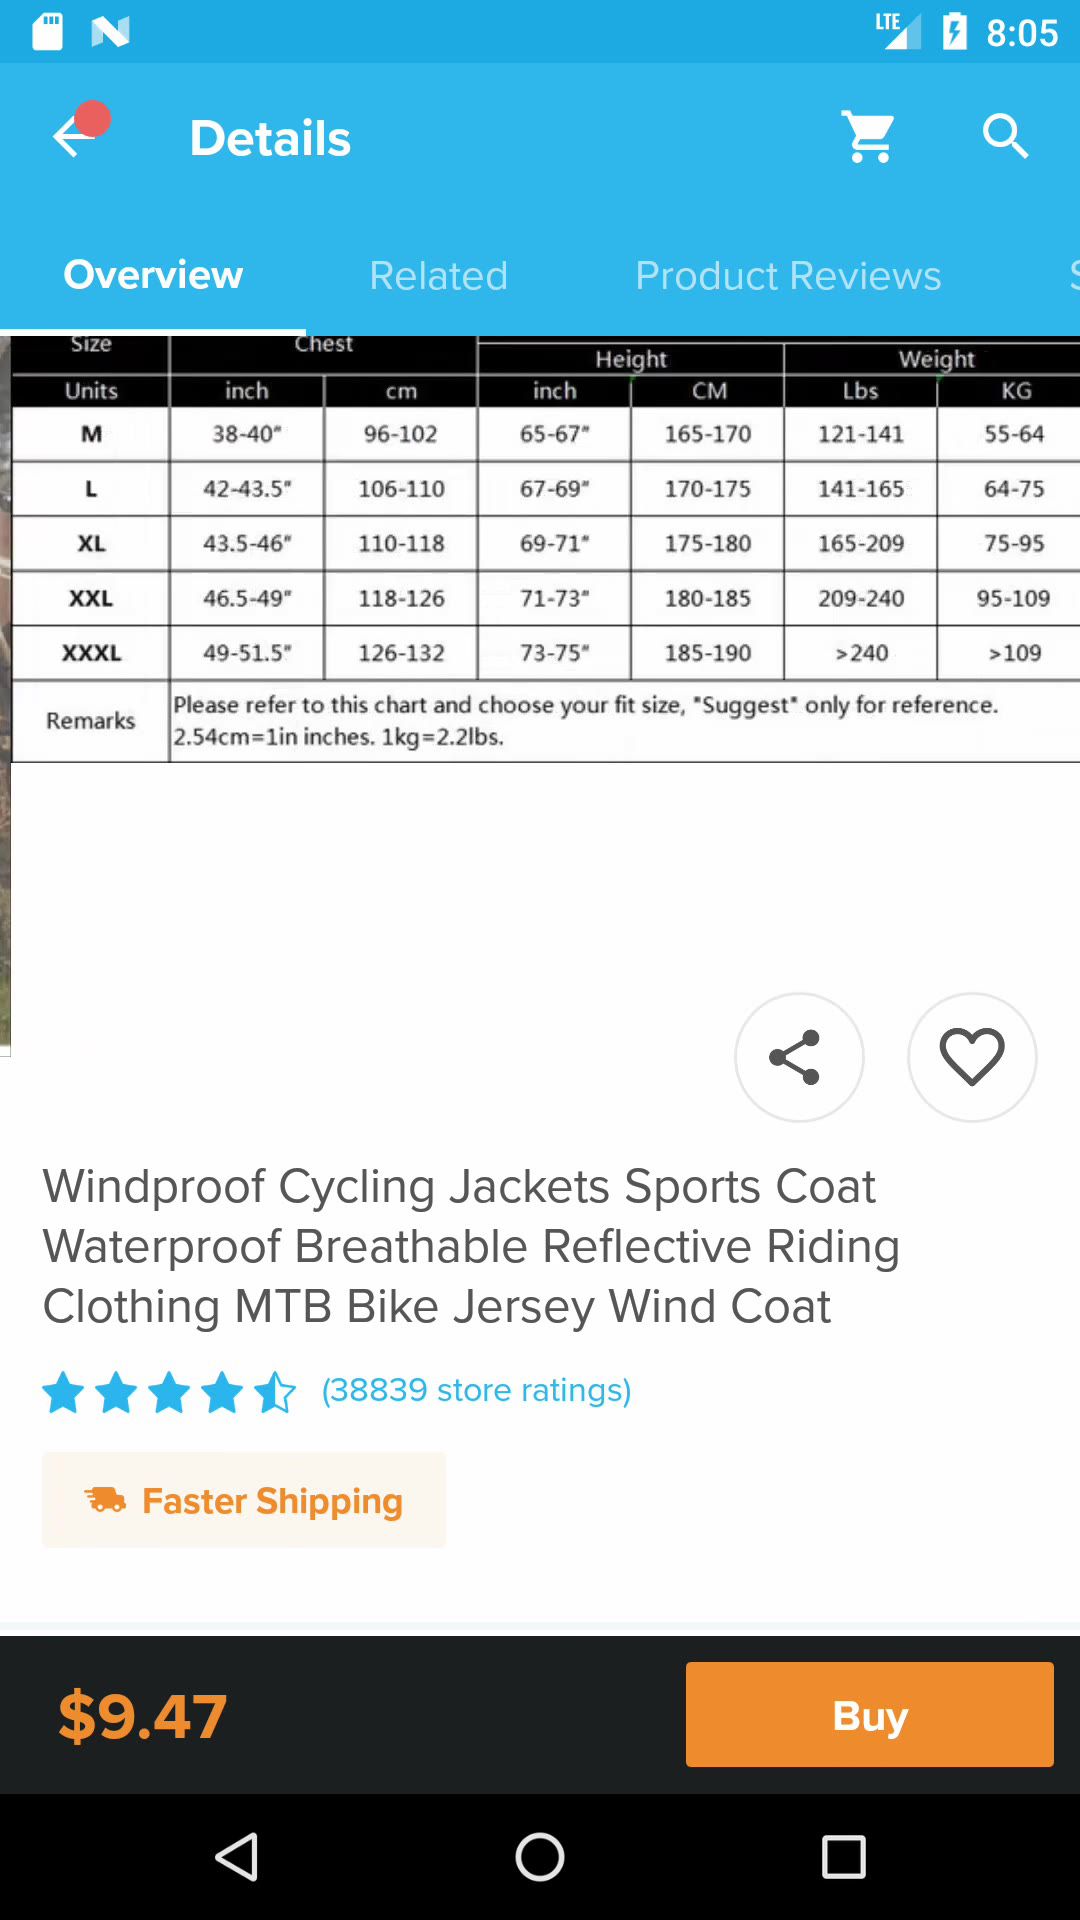 LTE 8:05
Details
Overview Related Product Reviews S
Size Chest Height Weight
Units inch cm inch CM Lbs KG
M 38-40" 96-102 65-67" 165-170 121-141 55-64
L 42-43.5" 106-110 67-69" 170-175 141-165 64-75
XL 43.5-46" 110-118 69-71" 175-180 165-209 75-95
XXL 46.5-49" 118-126 71-73" 180-185 209-240 95-109
XXXL 49-51.5" 126-132 73-75" 185-190 >240 >109
Remarks Please refer to this chart and choose your fit size, "Suggest" only for reference.
2.54cm=1in inches. 1kg=2.2lbs.
Windproof Cycling Jackets Sports Coat
Waterproof Breathable Reflective Riding
Clothing MTB Bike Jersey Wind Coat
(38839 store ratings)
Faster Shipping
$9.47 Buy